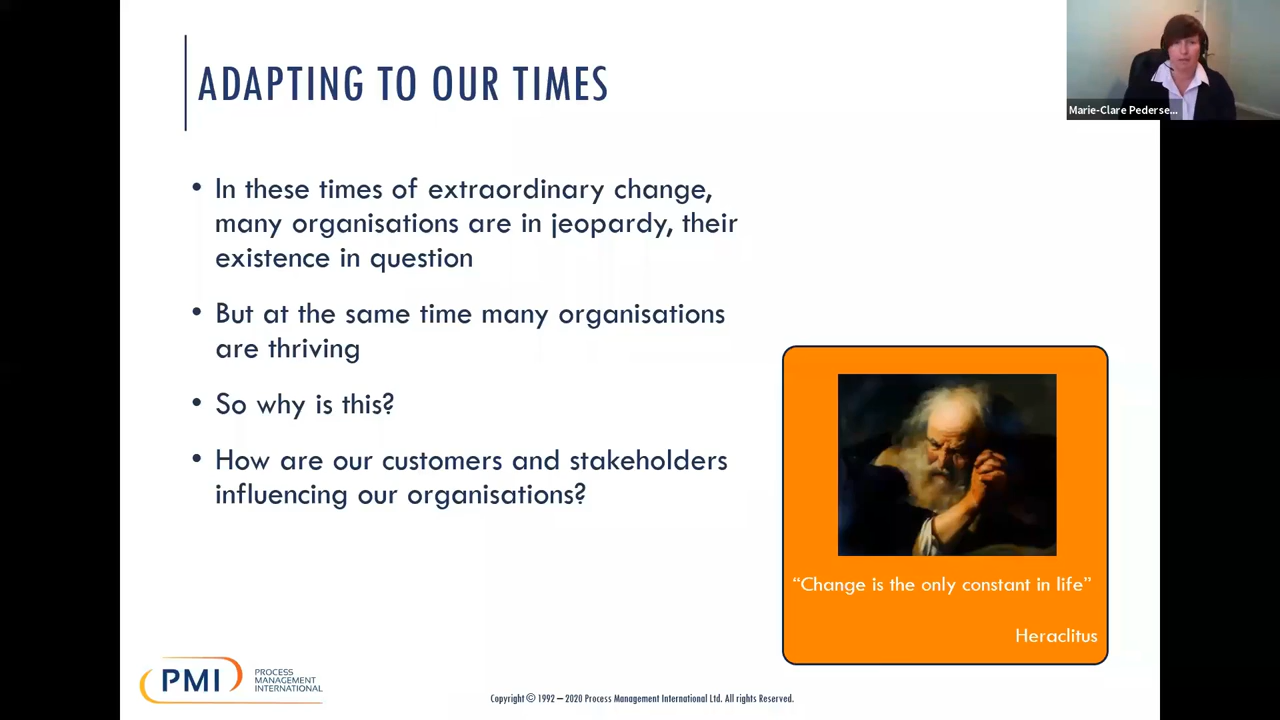 ADAPTING TO OUR TIMES
Marie-Clare Pederse...
• In these times of extraordinary change,
many organisations are in jeopardy, their
existence in question
• But at the same time many organisations
are thriving
• So why is this?
• How are our customers and stakeholders
influencing our organisations?
“Change is the only constant in life”
Heraclitus
PMI
PROCESS
MANAGEMENT
INTERNATIONAL
Copyright © 1992 – 2020 Process Management International Ltd. All rights Reserved.